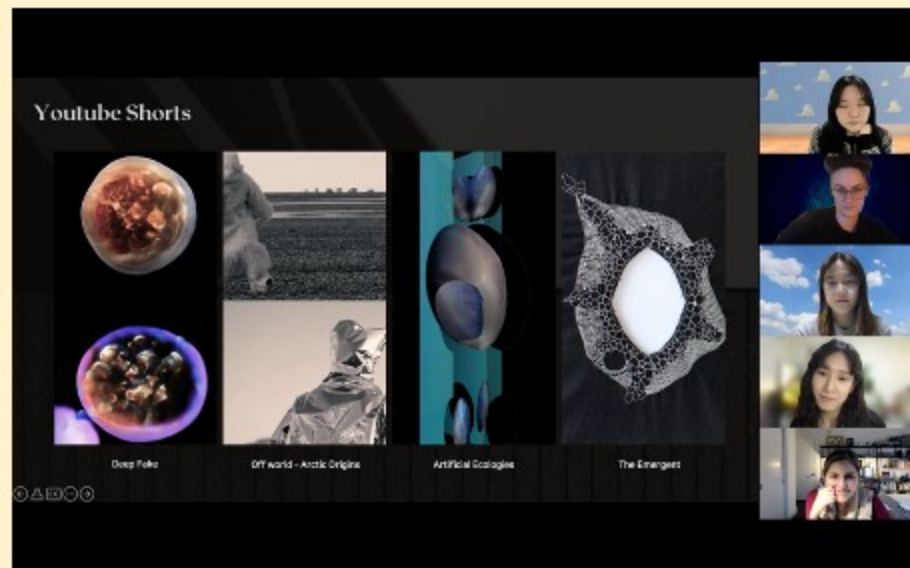 Youtube Shorts
Deep Fake
Off world - Arctic Origins
Artificial Ecologies
The Emergent